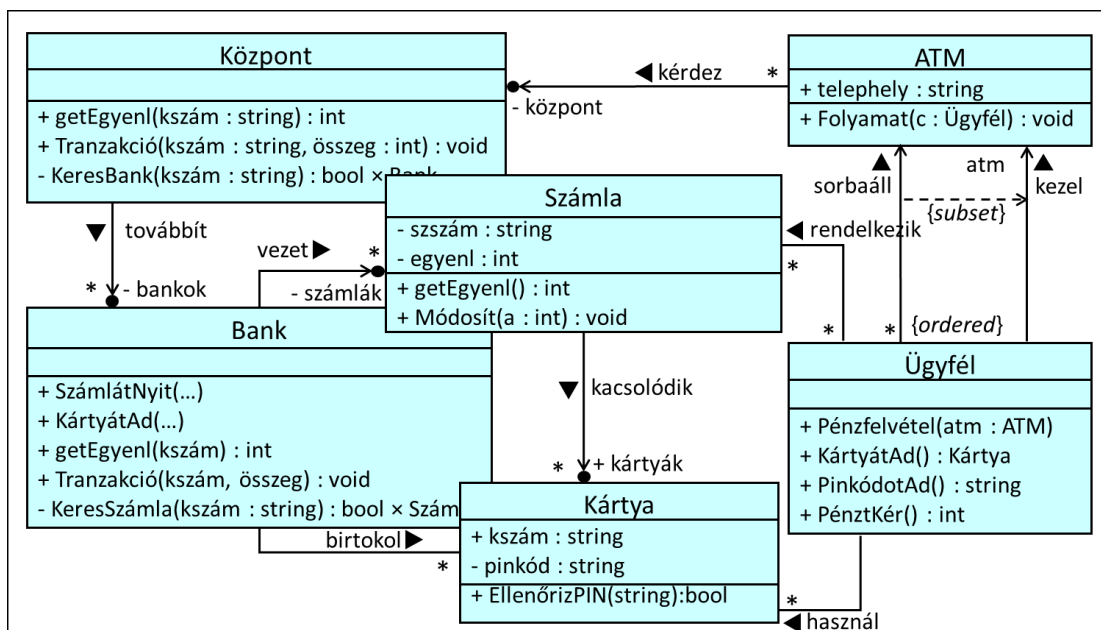 Központ
+ getEgyenl(kszám : string) : int
+ Tranzakció(kszám : string, összeg : int) : void
- KeresBank(kszám : string) : bool × Bank
◀ kérdez
*
- központ
ATM
+ telephely : string
+ Folyamat(c : Ügyfél) : void
▲
sorbaáll
atm
▲
kezel
{subset}
▼
továbbít
*
- bankok
vezet ▶
*
- számlák
Számla
- szszám : string
- egyenl : int
+ getEgyenl() : int
+ Módosít(a : int) : void
◀ rendelkezik
*
*
*
{ordered}
Bank
+ SzámlátNyit(...)
+ KártyátAd(...)
+ getEgyenl(kszám) : int
+ Tranzakció(kszám, összeg) : void
- KeresSzámla(kszám : string) : bool × Szám
▼
kacsolódik
*
+ kártyák
Ügyfél
+ Pénzfelvétel(atm : ATM)
+ KártyátAd() : Kártya
+ PinkódotAd() : string
+ PénztKér() : int
birtokol ▶
*
Kártya
+ kszám : string
- pinkód : string
+ EllenőrizPIN(string):bool
*
◀ használ